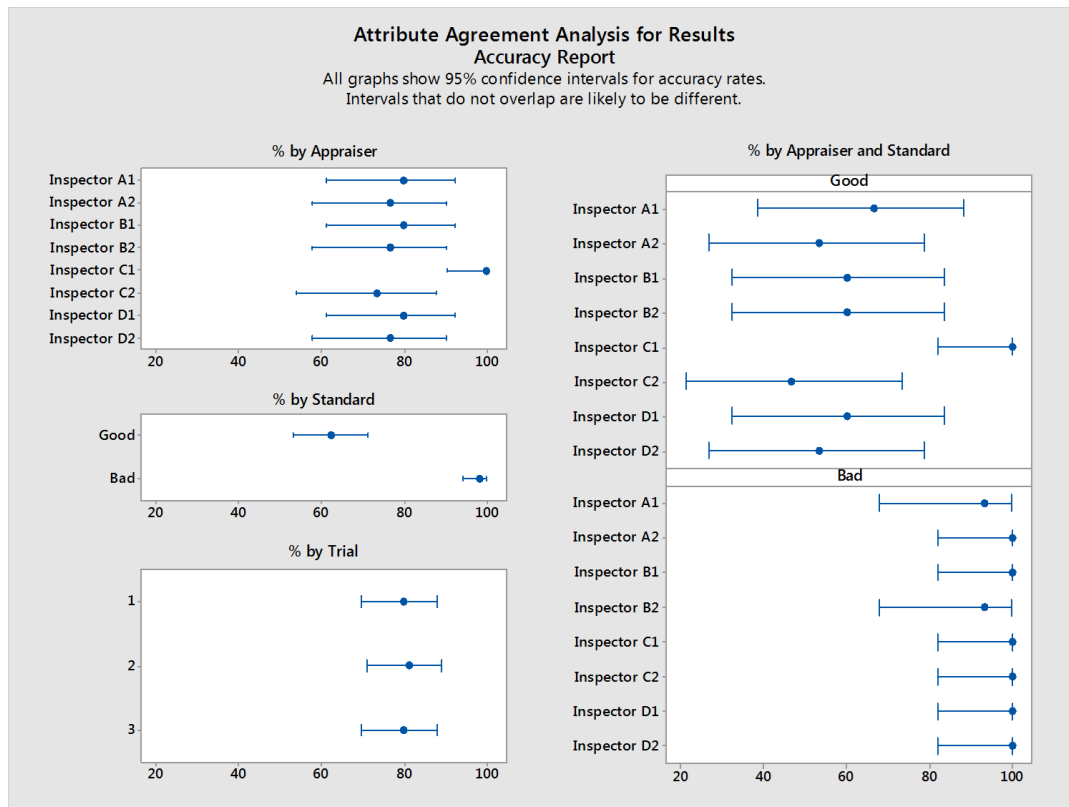 Attribute Agreement Analysis for Results
Accuracy Report
All graphs show 95% confidence intervals for accuracy rates.
Intervals that do not overlap are likely to be different.
% by Appraiser
Inspector A1
Inspector A2
Inspector B1
Inspector B2
Inspector C1
Inspector C2
Inspector D1
Inspector D2
20 40 60 80 100
% by Standard
Good
Bad
20 40 60 80 100
% by Trial
1
2
3
20 40 60 80 100
% by Appraiser and Standard
Good
Inspector A1
Inspector A2
Inspector B1
Inspector B2
Inspector C1
Inspector C2
Inspector D1
Inspector D2
Bad
Inspector A1
Inspector A2
Inspector B1
Inspector B2
Inspector C1
Inspector C2
Inspector D1
Inspector D2
20 40 60 80 100